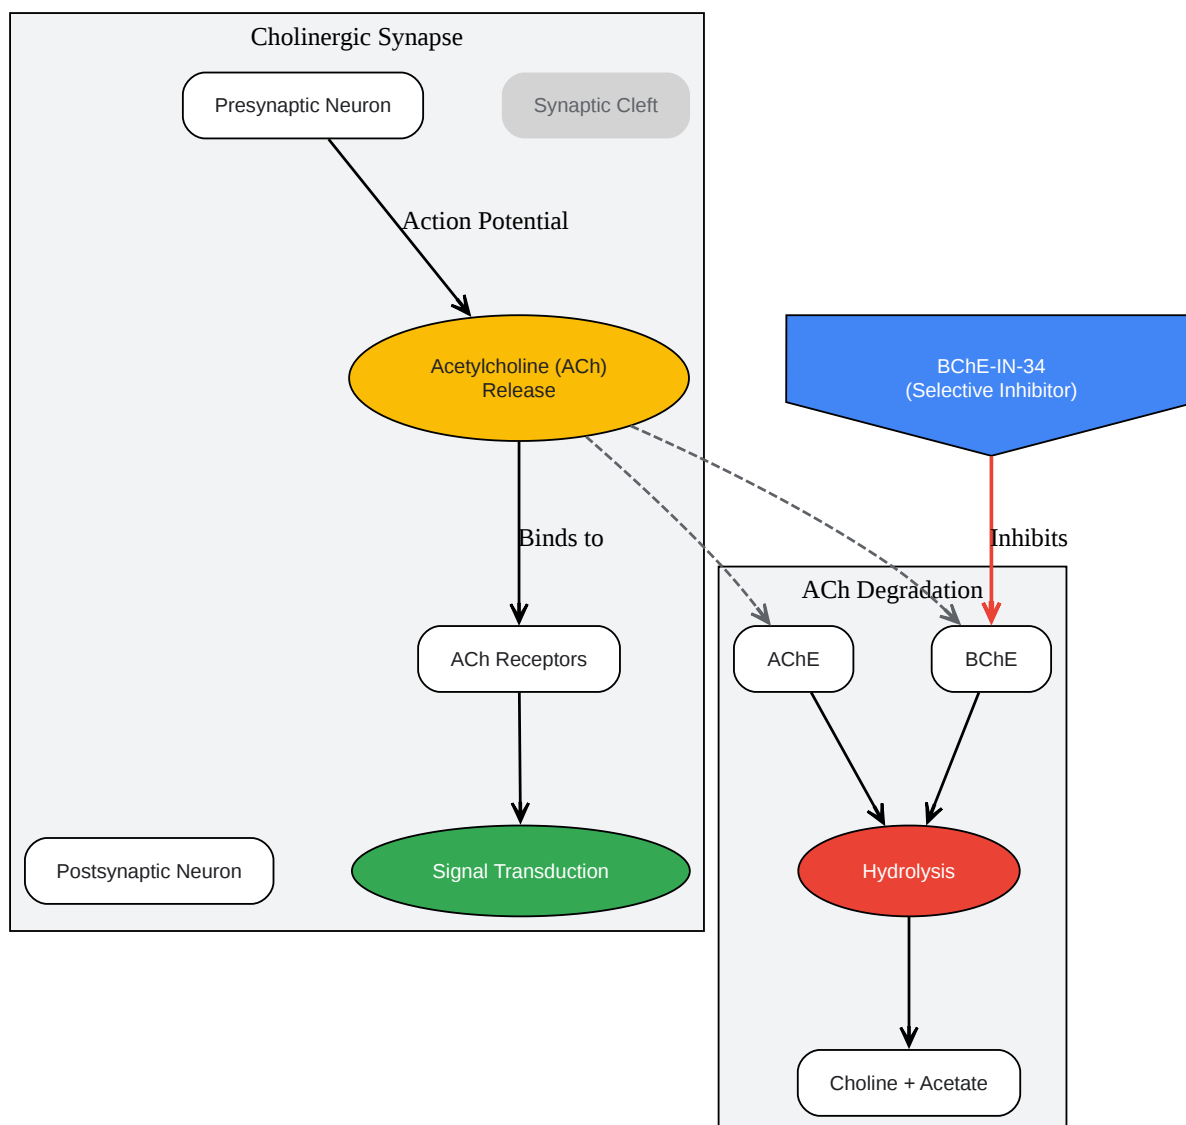 Cholinergic Synapse
Presynaptic Neuron
Synaptic Cleft
Action Potential
Acetylcholine (ACh)
Release
BChE-IN-34
(Selective Inhibitor)
Binds to
Inhibits
ACh Degradation
ACh Receptors
AChE
BChE
Postsynaptic Neuron
Signal Transduction
Hydrolysis
Choline + Acetate